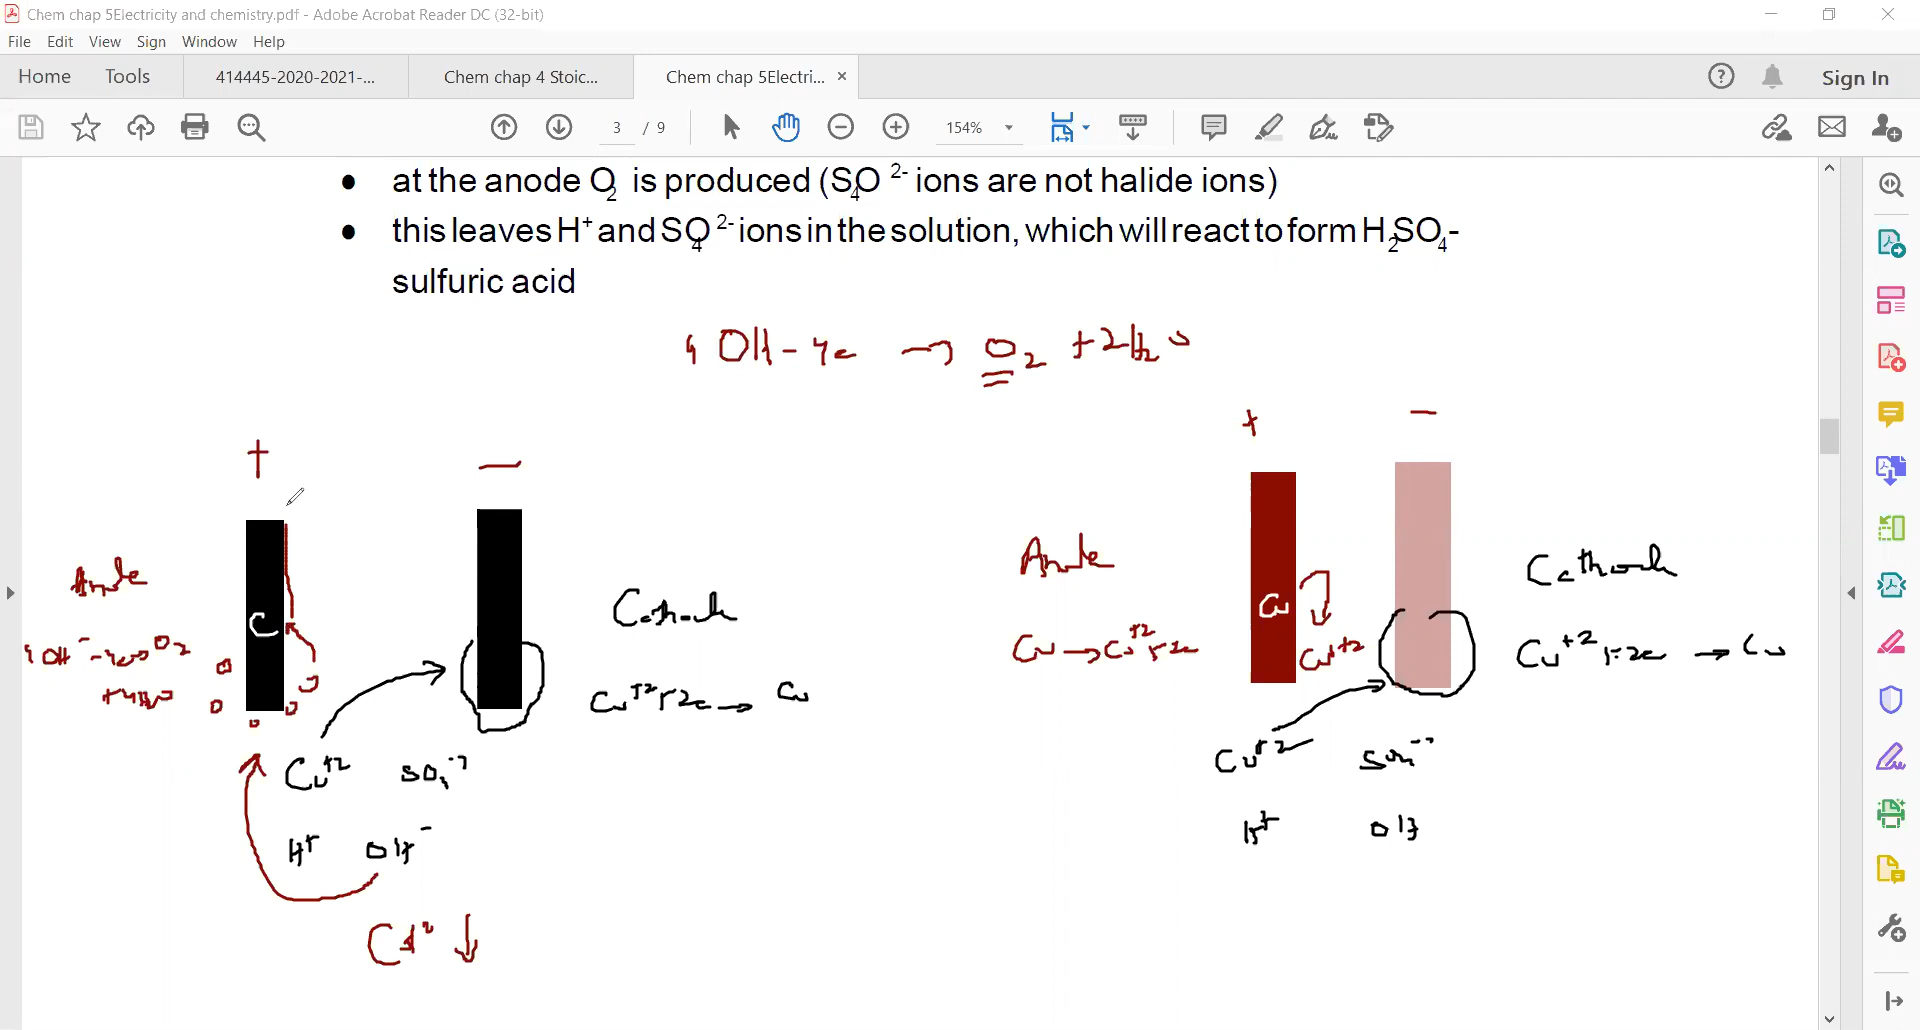 Chem chap 5Electricity and chemistry.pdf - Adobe Acrobat Reader DC (32-bit)
File Edit View Sign Window Help
Home Tools 414445-2020-2021-... Chem chap 4 Stoic... Chem chap 5Electri... × Sign In
3 / 9 154%
• at the anode O2 is produced (SO4 2- ions are not halide ions)
• this leaves H+ and SO4 2- ions in the solution, which will react to form H2SO4-
sulfuric acid
4 OH - 4e → O2 + 2H2O
+ −
+ −
Anode
C
Cathode
4OH⁻ - 4e → O2
Cu+2 + 2e → Cu
Cu+2 SO4
H+ OH⁻
↓
Anode
Cu
Cathode
Cu → Cu+2 + 2e
Cu+2
Cu+2 + 2e → Cu
Cu+2 SO4
H+ OH